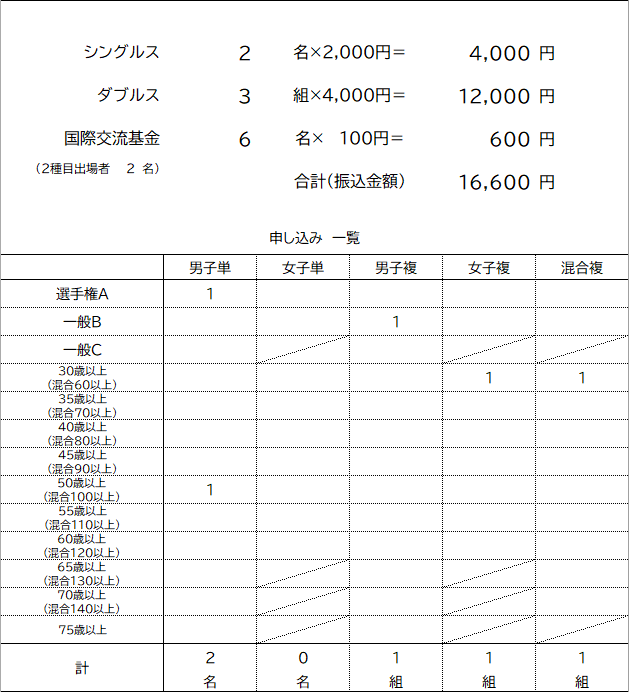 シングルス 2 名×2,000円＝ 4,000 円
ダブルス 3 組×4,000円＝ 12,000 円
国際交流基金 6 名× 100円＝ 600 円
（2種目出場者 2 名）
合計（振込金額） 16,600 円
申し込み 一覧
男子単 女子単 男子複 女子複 混合複
選手権A 1
一般B 1
一般C
30歳以上
（混合60以上） 1 1
35歳以上
（混合70以上）
40歳以上
（混合80以上）
45歳以上
（混合90以上）
50歳以上
（混合100以上） 1
55歳以上
（混合110以上）
60歳以上
（混合120以上）
65歳以上
（混合130以上）
70歳以上
（混合140以上）
75歳以上
計 2 0 1 1 1
名 名 組 組 組